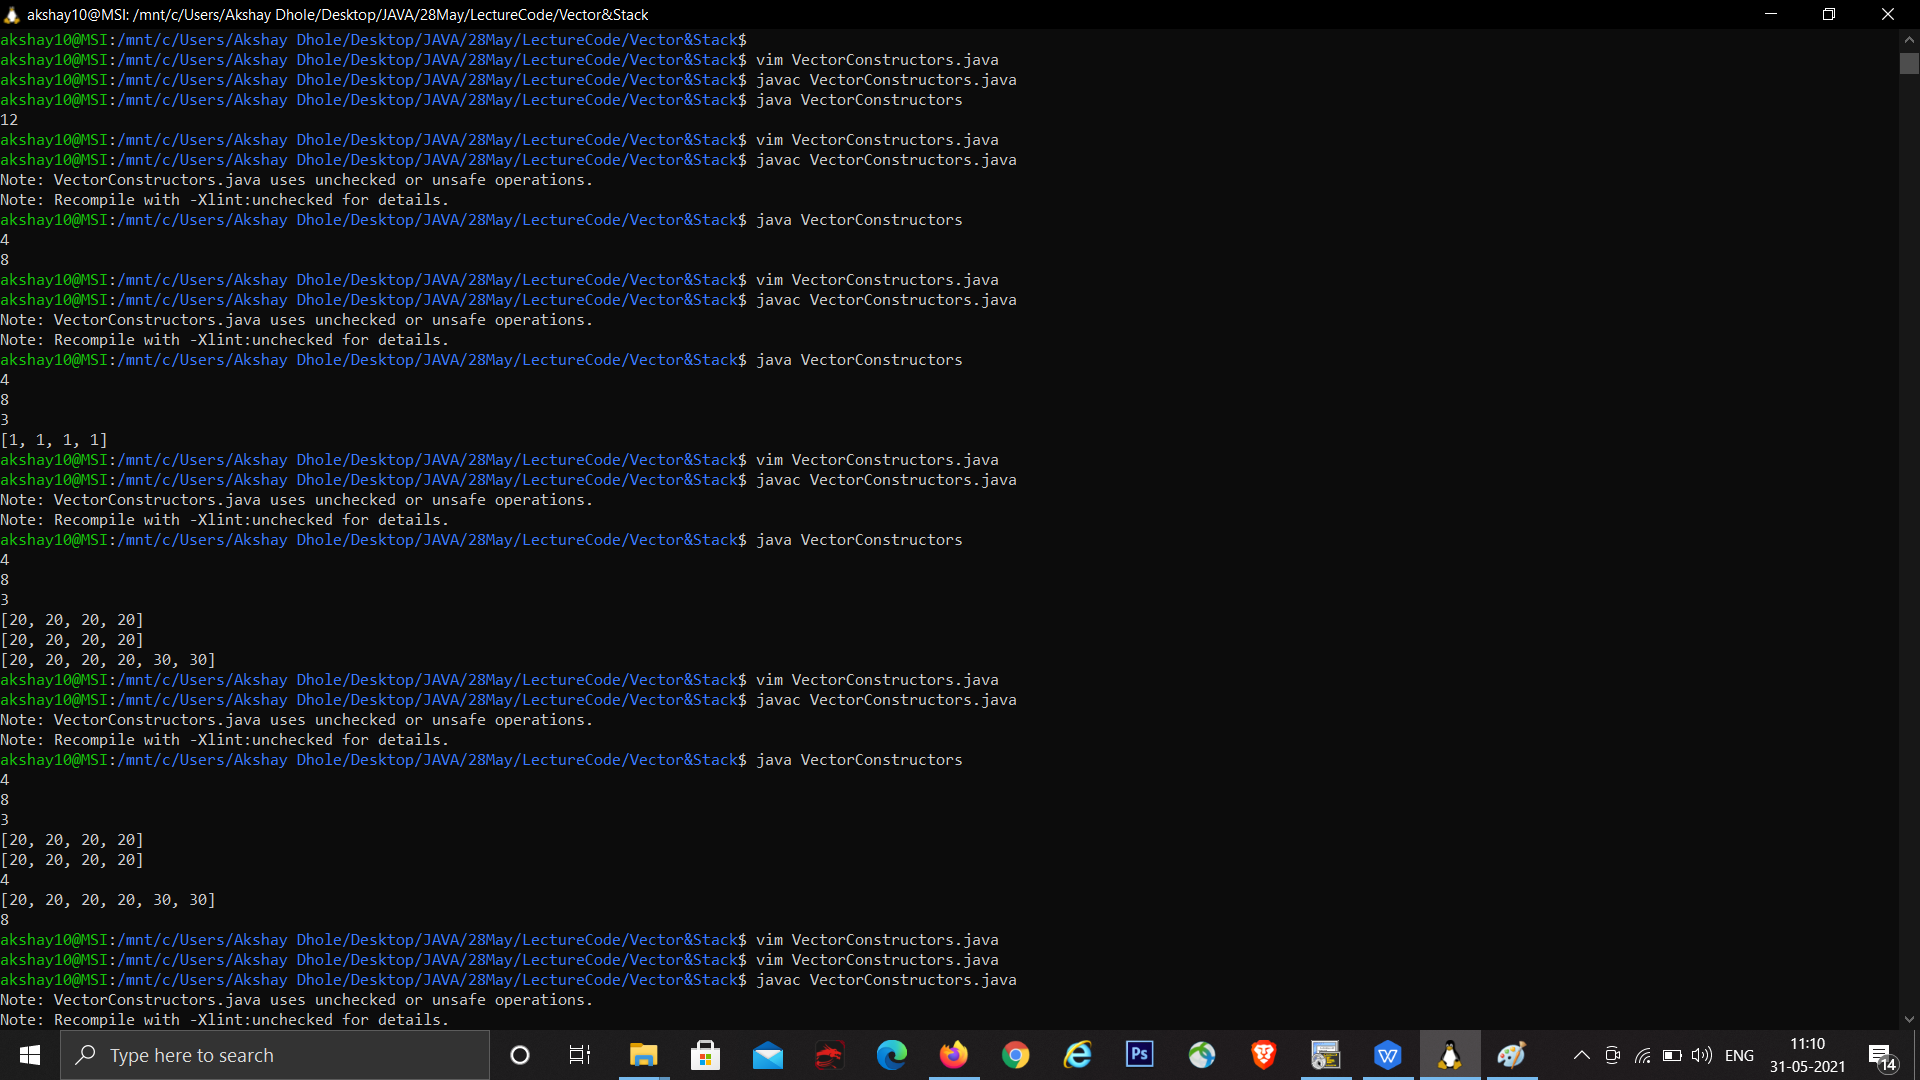 akshay10@MSI: /mnt/c/Users/Akshay Dhole/Desktop/JAVA/28May/LectureCode/Vector&Stack
akshay10@MSI:/mnt/c/Users/Akshay Dhole/Desktop/JAVA/28May/LectureCode/Vector&Stack$
akshay10@MSI:/mnt/c/Users/Akshay Dhole/Desktop/JAVA/28May/LectureCode/Vector&Stack$ vim VectorConstructors.java
akshay10@MSI:/mnt/c/Users/Akshay Dhole/Desktop/JAVA/28May/LectureCode/Vector&Stack$ javac VectorConstructors.java
akshay10@MSI:/mnt/c/Users/Akshay Dhole/Desktop/JAVA/28May/LectureCode/Vector&Stack$ java VectorConstructors
12
akshay10@MSI:/mnt/c/Users/Akshay Dhole/Desktop/JAVA/28May/LectureCode/Vector&Stack$ vim VectorConstructors.java
akshay10@MSI:/mnt/c/Users/Akshay Dhole/Desktop/JAVA/28May/LectureCode/Vector&Stack$ javac VectorConstructors.java
Note: VectorConstructors.java uses unchecked or unsafe operations.
Note: Recompile with -Xlint:unchecked for details.
akshay10@MSI:/mnt/c/Users/Akshay Dhole/Desktop/JAVA/28May/LectureCode/Vector&Stack$ java VectorConstructors
4
8
akshay10@MSI:/mnt/c/Users/Akshay Dhole/Desktop/JAVA/28May/LectureCode/Vector&Stack$ vim VectorConstructors.java
akshay10@MSI:/mnt/c/Users/Akshay Dhole/Desktop/JAVA/28May/LectureCode/Vector&Stack$ javac VectorConstructors.java
Note: VectorConstructors.java uses unchecked or unsafe operations.
Note: Recompile with -Xlint:unchecked for details.
akshay10@MSI:/mnt/c/Users/Akshay Dhole/Desktop/JAVA/28May/LectureCode/Vector&Stack$ java VectorConstructors
4
8
3
[1, 1, 1, 1]
akshay10@MSI:/mnt/c/Users/Akshay Dhole/Desktop/JAVA/28May/LectureCode/Vector&Stack$ vim VectorConstructors.java
akshay10@MSI:/mnt/c/Users/Akshay Dhole/Desktop/JAVA/28May/LectureCode/Vector&Stack$ javac VectorConstructors.java
Note: VectorConstructors.java uses unchecked or unsafe operations.
Note: Recompile with -Xlint:unchecked for details.
akshay10@MSI:/mnt/c/Users/Akshay Dhole/Desktop/JAVA/28May/LectureCode/Vector&Stack$ java VectorConstructors
4
8
3
[20, 20, 20, 20]
[20, 20, 20, 20]
[20, 20, 20, 20, 30, 30]
akshay10@MSI:/mnt/c/Users/Akshay Dhole/Desktop/JAVA/28May/LectureCode/Vector&Stack$ vim VectorConstructors.java
akshay10@MSI:/mnt/c/Users/Akshay Dhole/Desktop/JAVA/28May/LectureCode/Vector&Stack$ javac VectorConstructors.java
Note: VectorConstructors.java uses unchecked or unsafe operations.
Note: Recompile with -Xlint:unchecked for details.
akshay10@MSI:/mnt/c/Users/Akshay Dhole/Desktop/JAVA/28May/LectureCode/Vector&Stack$ java VectorConstructors
4
8
3
[20, 20, 20, 20]
[20, 20, 20, 20]
4
[20, 20, 20, 20, 30, 30]
8
akshay10@MSI:/mnt/c/Users/Akshay Dhole/Desktop/JAVA/28May/LectureCode/Vector&Stack$ vim VectorConstructors.java
akshay10@MSI:/mnt/c/Users/Akshay Dhole/Desktop/JAVA/28May/LectureCode/Vector&Stack$ vim VectorConstructors.java
akshay10@MSI:/mnt/c/Users/Akshay Dhole/Desktop/JAVA/28May/LectureCode/Vector&Stack$ javac VectorConstructors.java
Note: VectorConstructors.java uses unchecked or unsafe operations.
Note: Recompile with -Xlint:unchecked for details.
Type here to search
Ps
W
ENG
11:10
31-05-2021
14